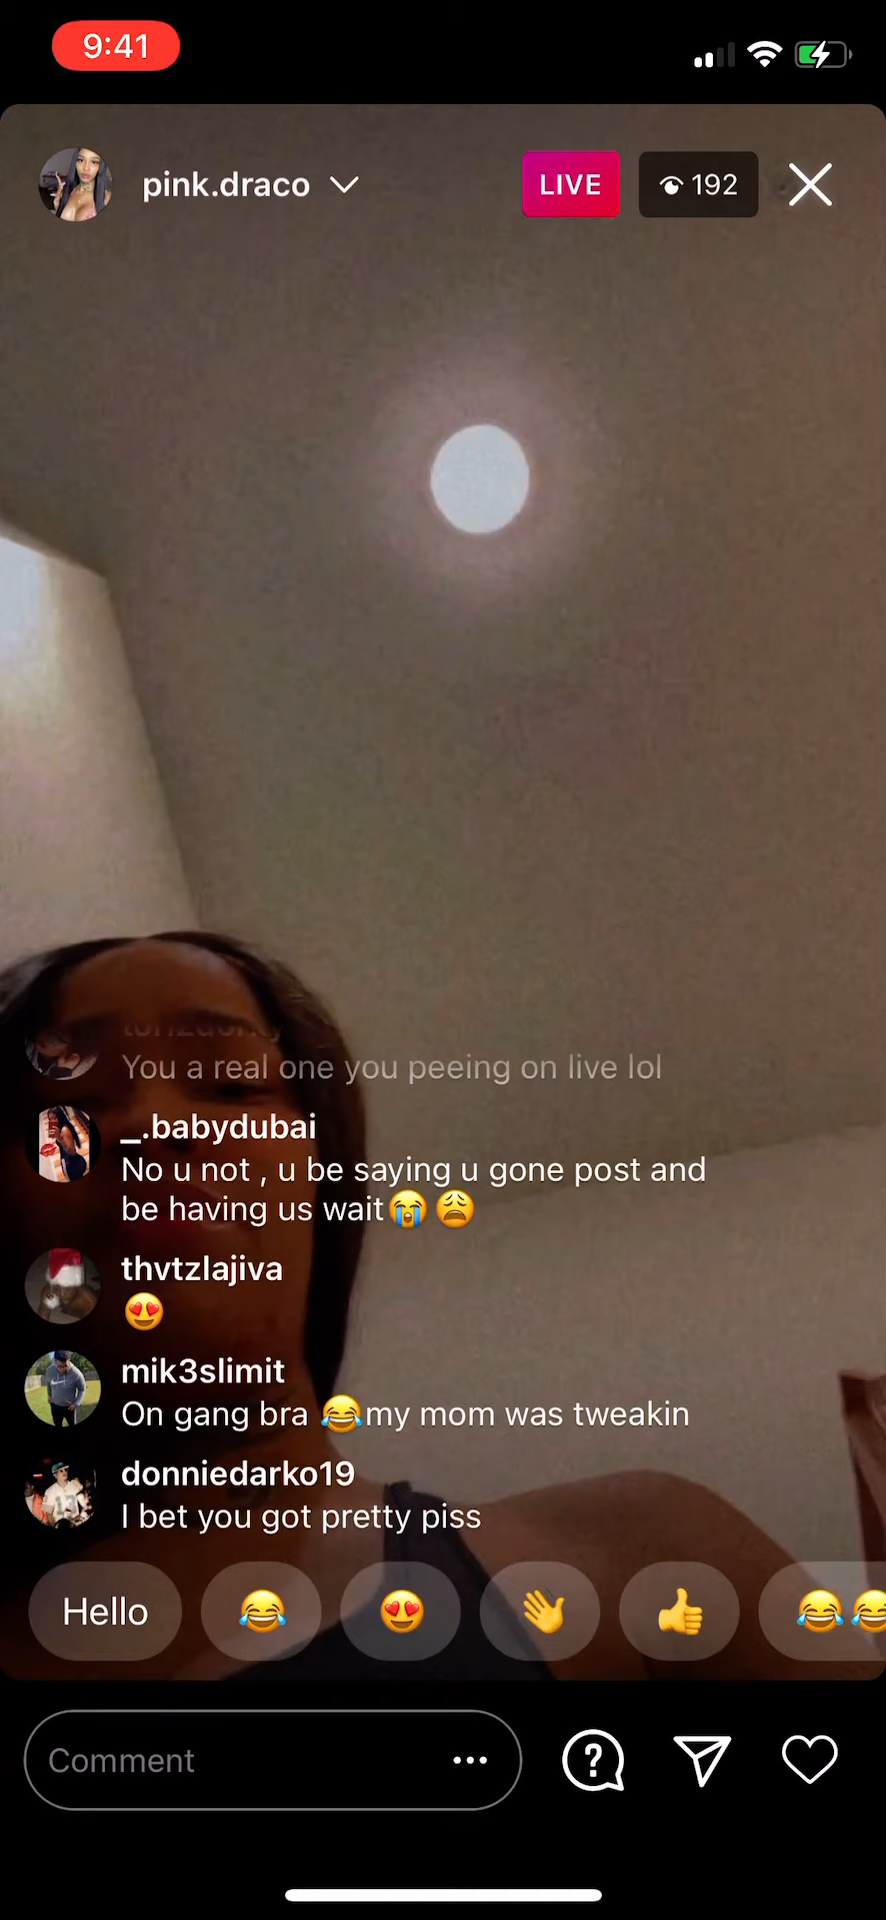 9:41
pink.draco
LIVE
192
You a real one you peeing on live lol
_.babydubai
No u not , u be saying u gone post and
be having us wait😭😩
thvtzlajiva
😍
mik3slimit
On gang bra 😂my mom was tweakin
donniedarko19
I bet you got pretty piss
Hello 😂 😍 👋 👍 😂😂
Comment